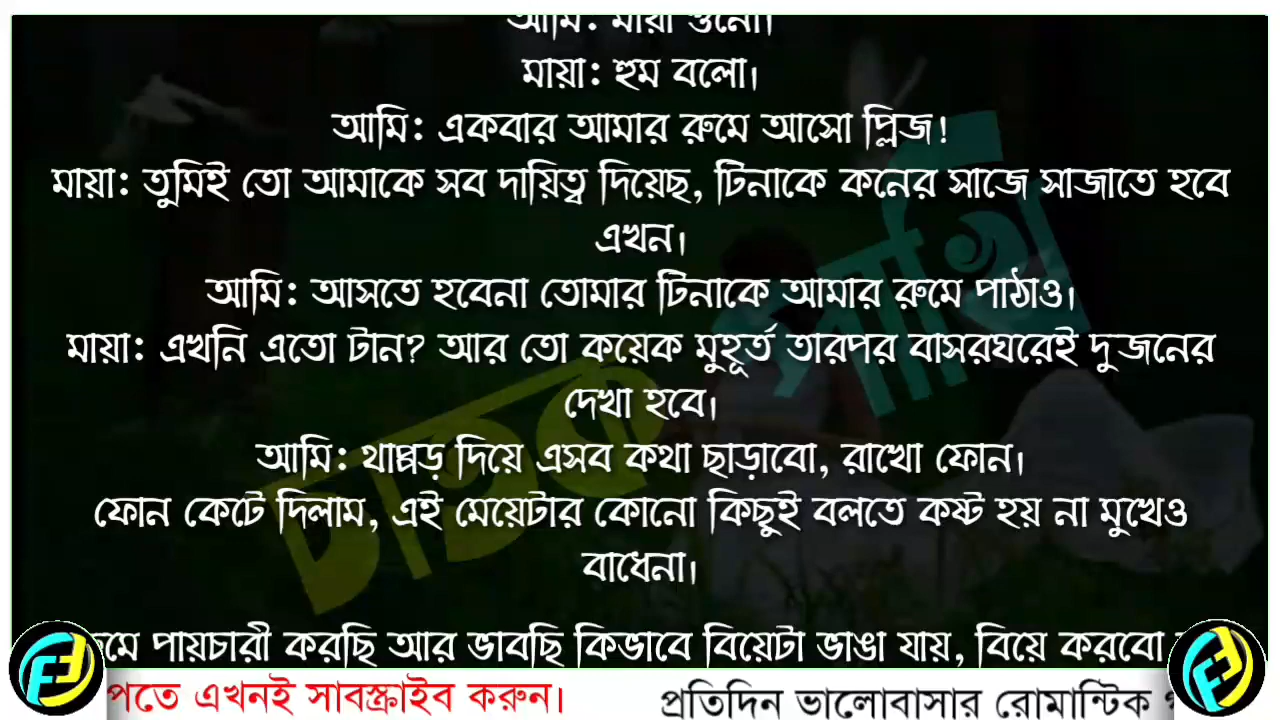 আমি: মায়া শুনো।
মায়া: হুম বলো।
আমি: একবার আমার রুমে আসো প্লিজ!
মায়া: তুমিই তো আমাকে সব দায়িত্ব দিয়েছ, টিনাকে কনের সাজে সাজাতে হবে
এখন।
আমি: আসতে হবেনা তোমার টিনাকে আমার রুমে পাঠাও।
মায়া: এখনি এতো টান? আর তো কয়েক মুহূর্ত তারপর বাসরঘরেই দুজনের
দেখা হবে।
আমি: থাপ্পড় দিয়ে এসব কথা ছাড়াবো, রাখো ফোন।
ফোন কেটে দিলাম, এই মেয়েটার কোনো কিছুই বলতে কষ্ট হয় না মুখেও
বাধেনা।
পায়চারী করছি আর ভাবছি কিভাবে বিয়েটা ভাঙা যায়, বিয়ে করবো
পতে এখনই সাবস্ক্রাইব করুন।
প্রতিদিন ভালোবাসার রোমান্টিক